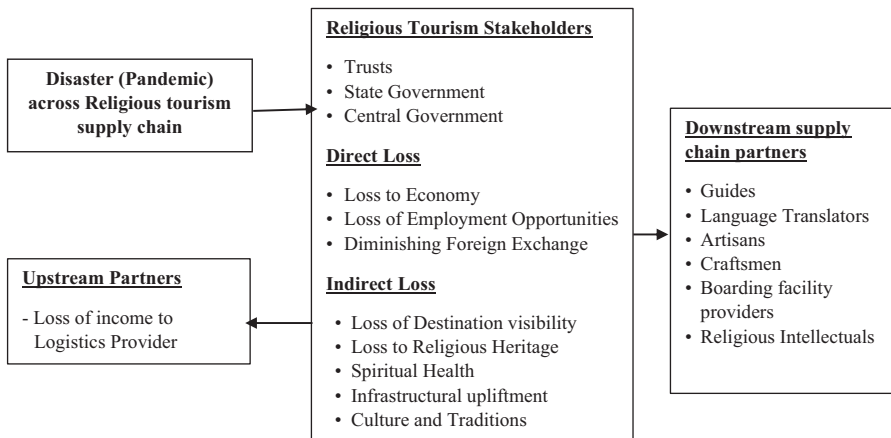 Disaster (Pandemic)
across Religious tourism
supply chain
Religious Tourism Stakeholders
• Trusts
• State Government
• Central Government
Direct Loss
• Loss to Economy
• Loss of Employment Opportunities
• Diminishing Foreign Exchange
Indirect Loss
• Loss of Destination visibility
• Loss to Religious Heritage
• Spiritual Health
• Infrastructural upliftment
• Culture and Traditions
Upstream Partners
- Loss of income to
Logistics Provider
Downstream supply
chain partners
• Guides
• Language Translators
• Artisans
• Craftsmen
• Boarding facility
providers
• Religious Intellectuals